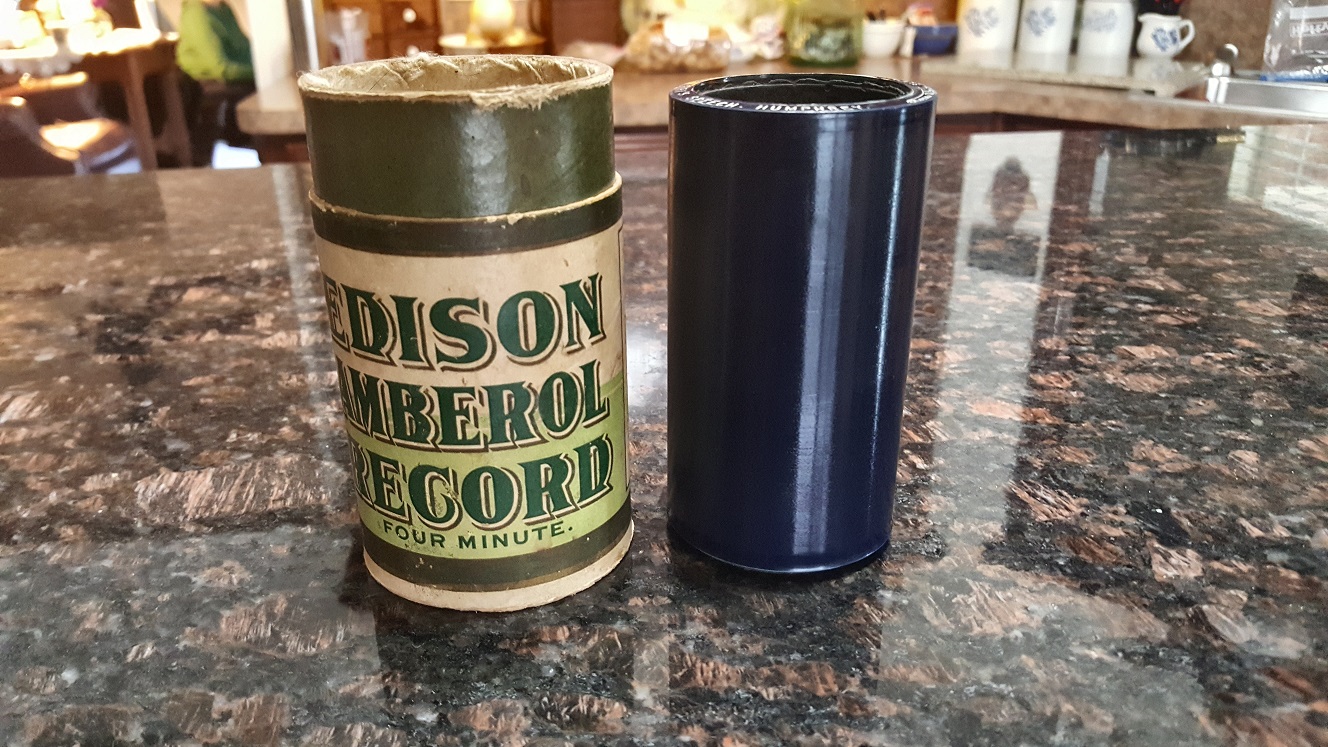 EDISON
AMBEROL
RECORD
FOUR MINUTE.
HUMPHREY